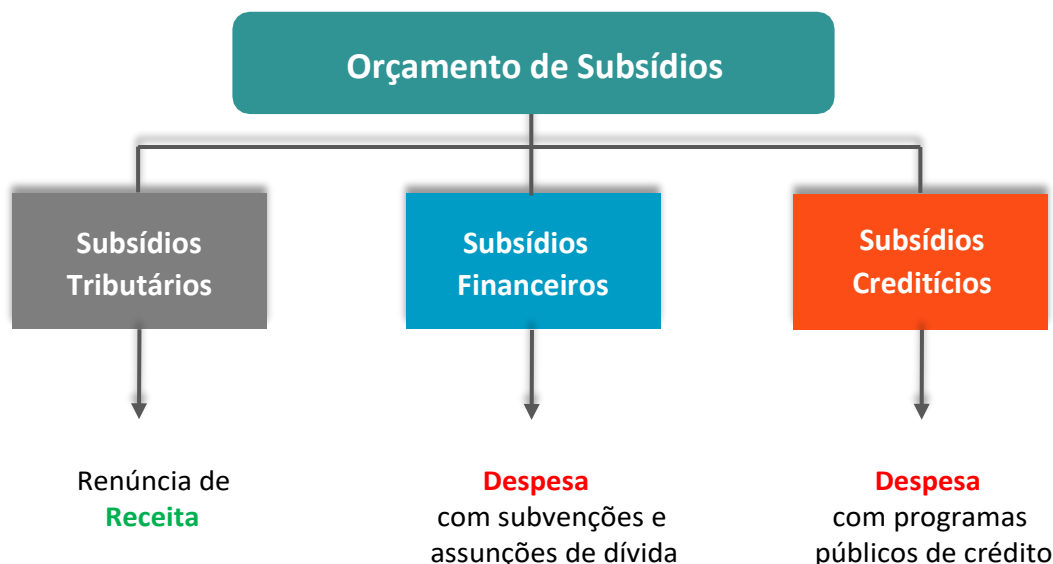 Orçamento de Subsídios
Subsídios
Tributários
Subsídios
Financeiros
Subsídios
Creditícios
Renúncia de
Receita
Despesa
com subvenções e
assunções de dívida
Despesa
com programas
públicos de crédito